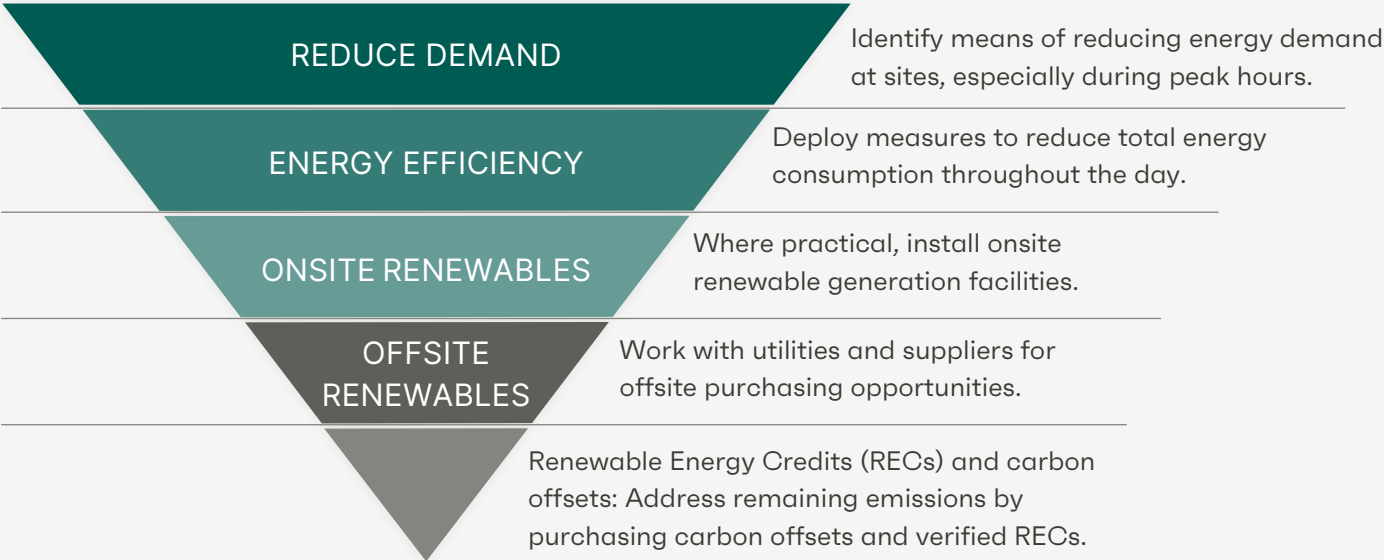 REDUCE DEMAND
Identify means of reducing energy demand
at sites, especially during peak hours.
ENERGY EFFICIENCY
Deploy measures to reduce total energy
consumption throughout the day.
ONSITE RENEWABLES
Where practical, install onsite
renewable generation facilities.
OFFSITE
RENEWABLES
Work with utilities and suppliers for
offsite purchasing opportunities.
Renewable Energy Credits (RECs) and carbon
offsets: Address remaining emissions by
purchasing carbon offsets and verified RECs.